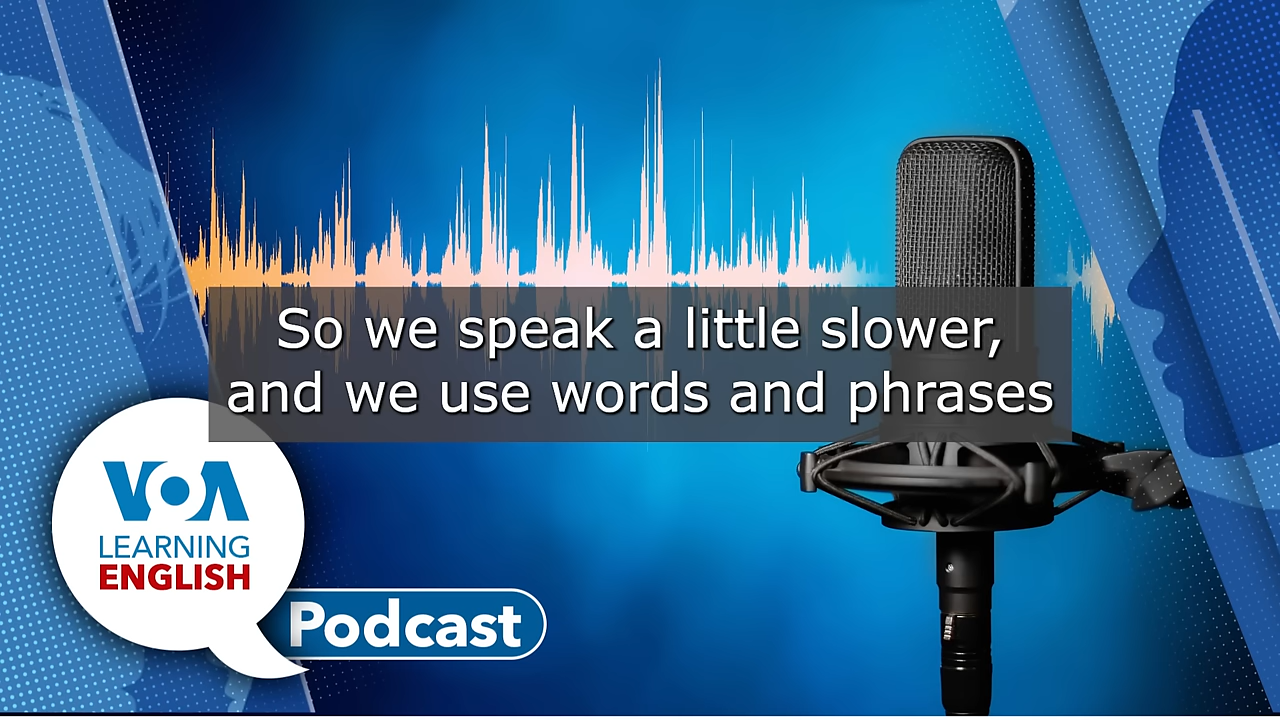 So we speak a little slower,
and we use words and phrases
VOA
LEARNING
ENGLISH
Podcast